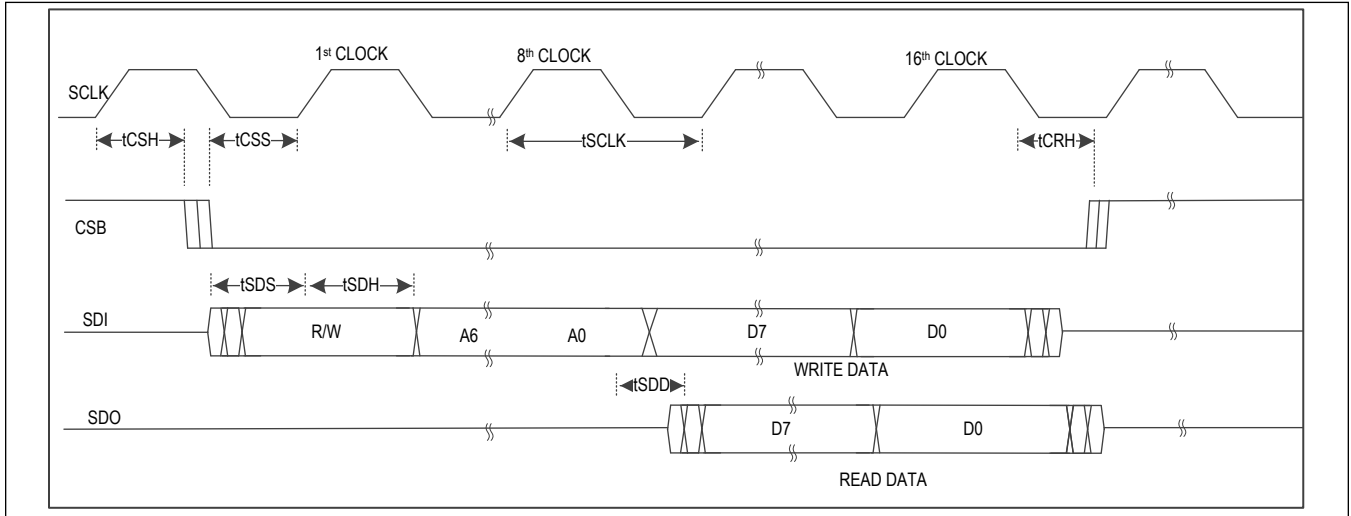 1st CLOCK 8th CLOCK 16th CLOCK
SCLK
tCSH tCSS tSCLK tCRH
CSB
tSDS tSDH
SDI R/W A6 A0 D7 D0
WRITE DATA
tSDD
SDO D7 D0
READ DATA